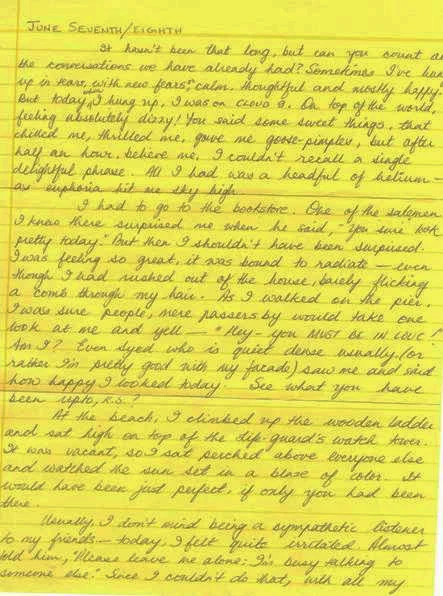 JUNE SEVENTH/EIGHTH
It hasn't been that long, but can you count
the conversations we have already had? Sometimes I've hung
up in tears, with new fears, calm, thoughtful and mostly happy.
But today, when I hung up, I was on cloud 9. On top of the world,
feeling absolutely dizzy! You said some sweet things, that
chilled me, thrilled me, gave me goose-pimples, but after
half an hour, believe me, I couldn't recall a single
delightful phrase. All I had was a headful of helium —
as euphoria hit me sky high.
I had to go to the bookstore. One of the salesmen
I know there surprised me when he said, "you sure look
pretty today." But then I shouldn't have been surprised.
I was feeling so great, it was bound to radiate — even
though I had rushed out of the house, barely flicking
a comb through my hair. As I walked on the pier,
I was sure people, mere passersby would take one
look at me and yell — "Hey - you MUST BE IN LOVE!"
Am I? Even Syed who is quiet dense usually, (or
rather I'm pretty good with my facade) saw me and said
how happy I looked today. See what you have
been upto, K.S.?
At the beach, I climbed up the wooden ladder
and sat high on top of the life-guard's watch tower.
It was vacant, so I sat perched above everyone else
and watched the sun set in a blaze of color. It
would have been just perfect, if only you had been
there.
Usually, I don't mind being a sympathetic listener
to my friends — today, I felt quite irritated. Almost
told him, "Please leave me alone; I'm busy talking to
someone else." Since I couldn't do that, with all my